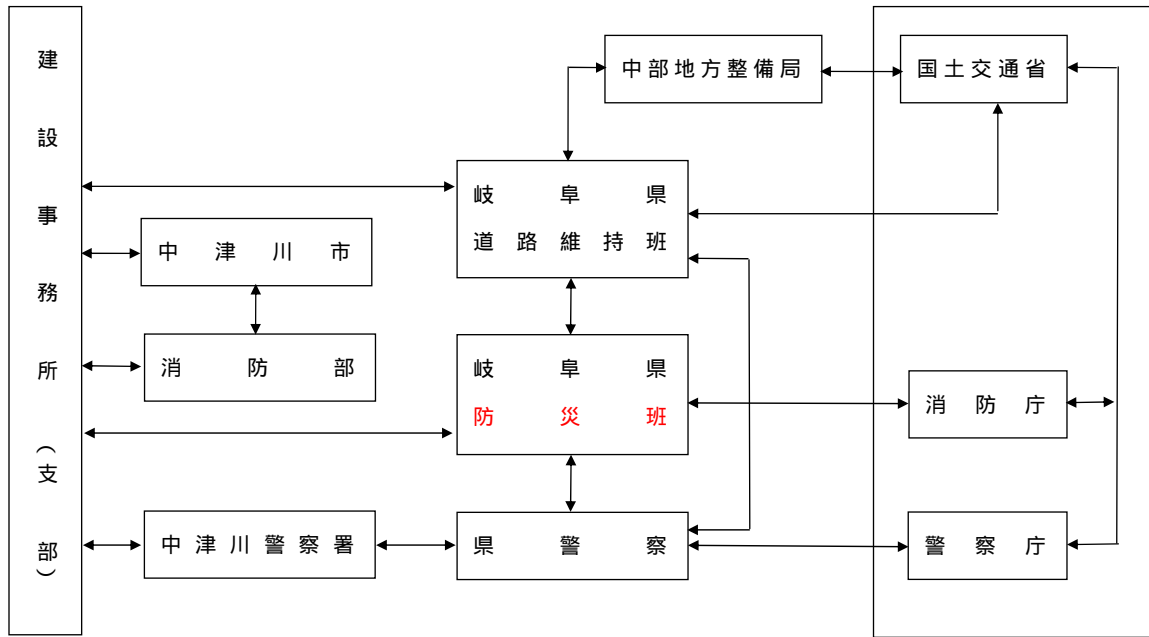 建設事務所(支部)
中部地方整備局
国土交通省
岐阜県
道路維持班
中津川市
消防部
岐阜県
防災班
消防庁
中津川警察署
県警察
警察庁